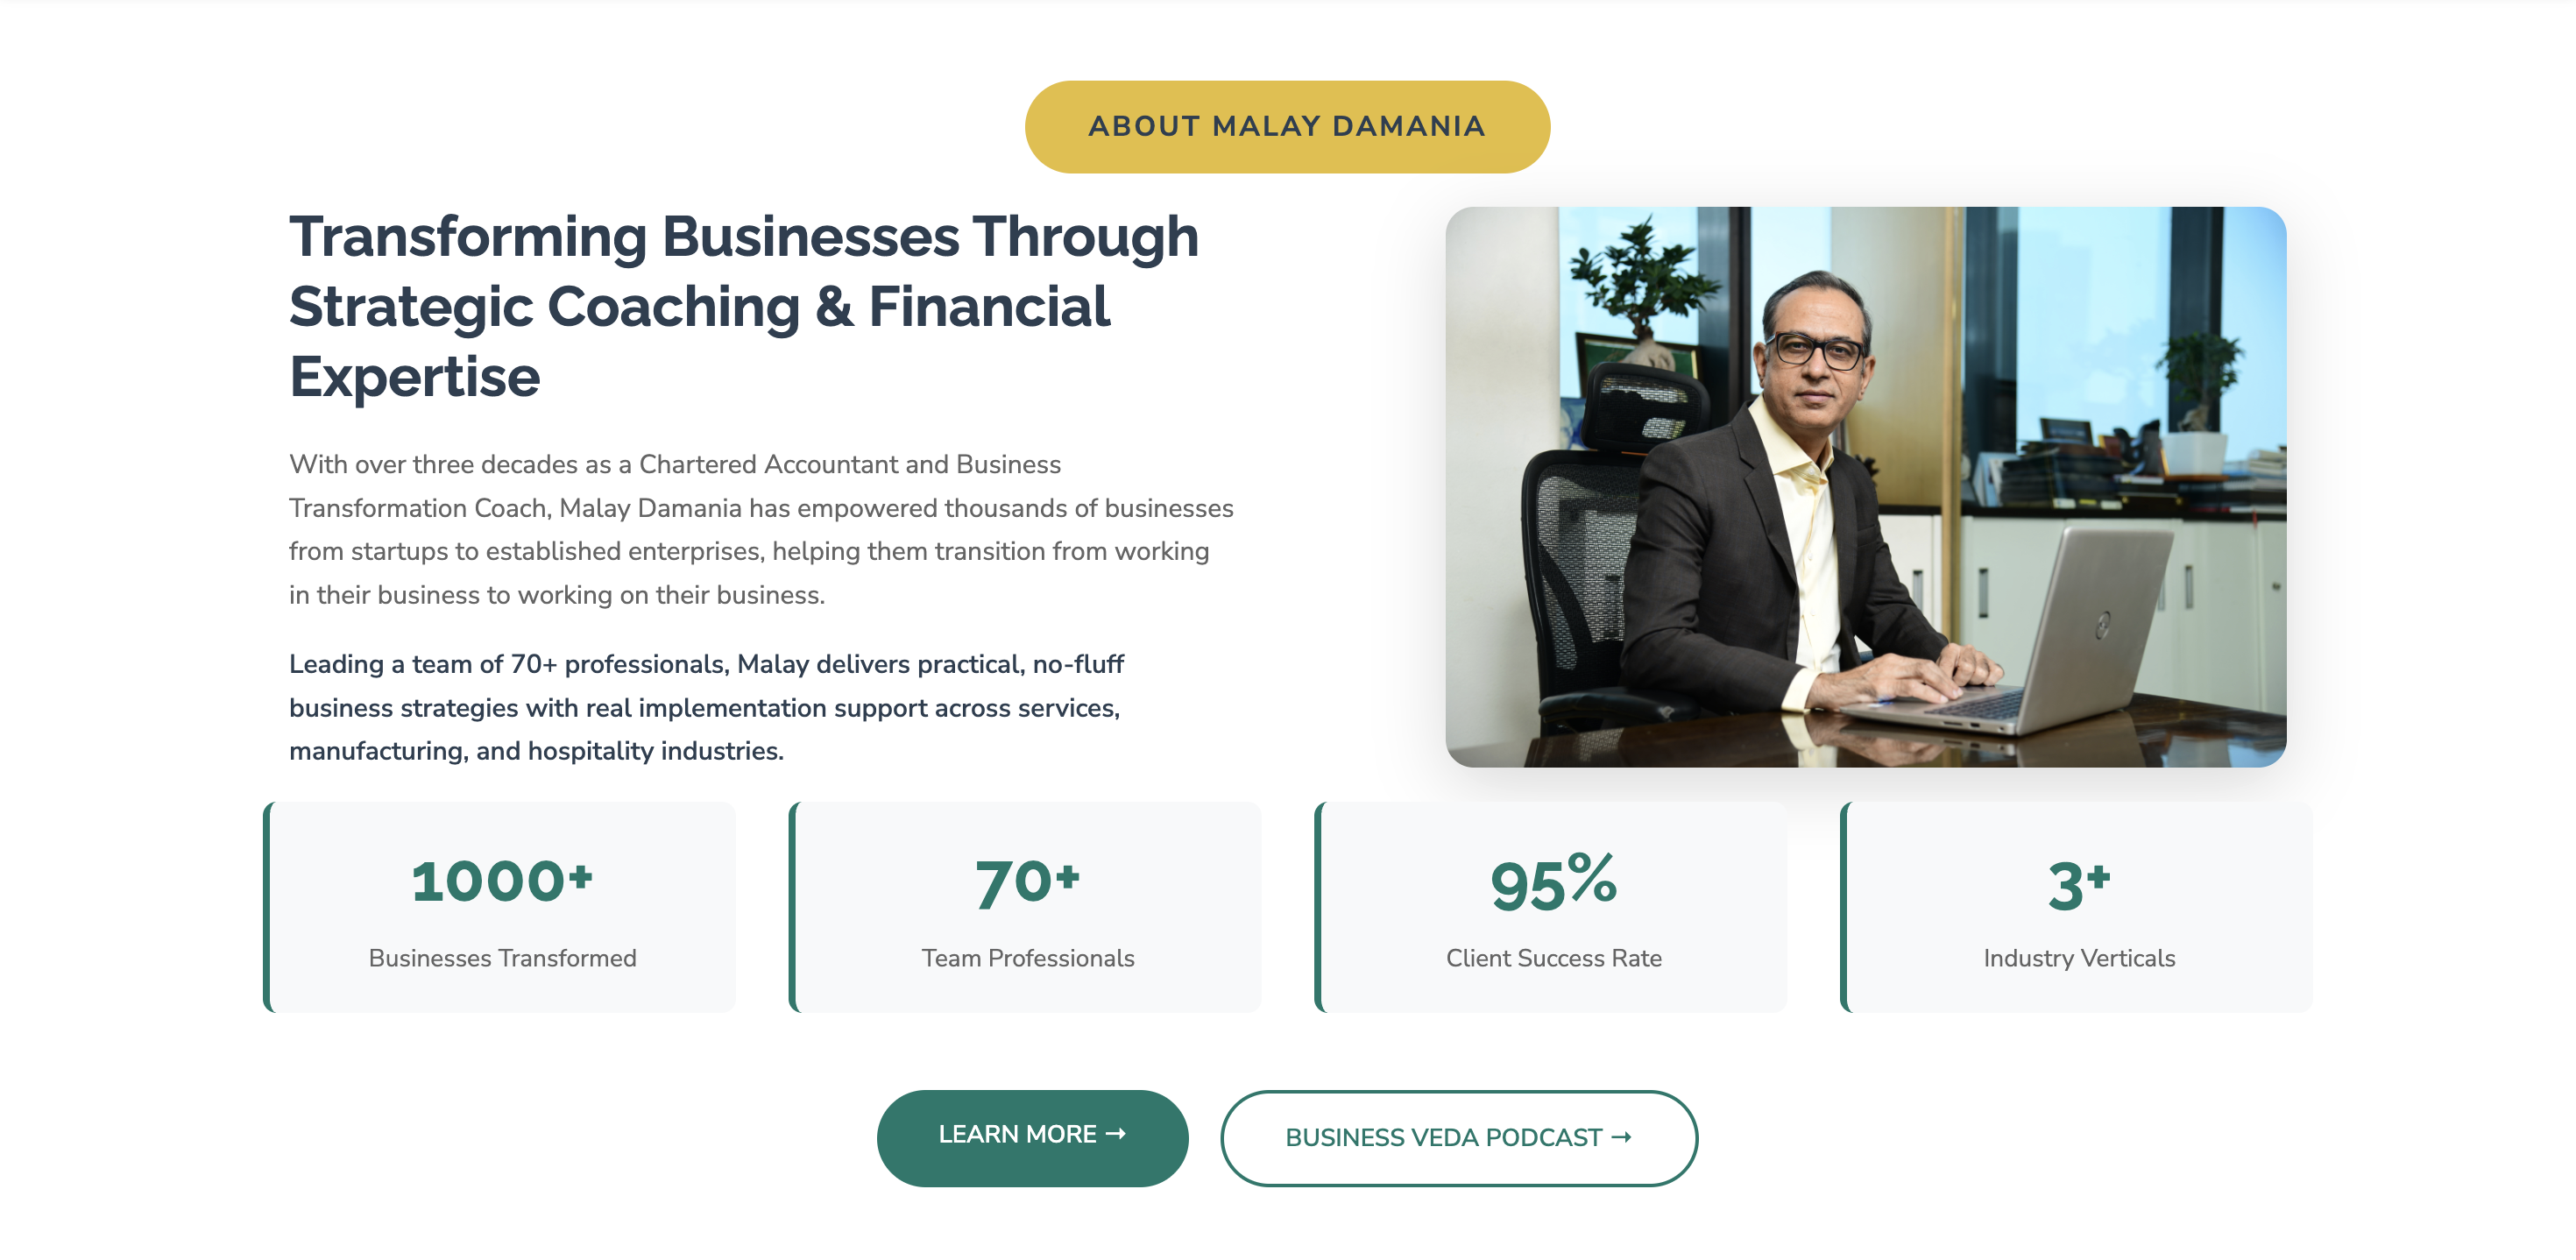 ABOUT MALAY DAMANIA
Transforming Businesses Through
Strategic Coaching & Financial
Expertise
With over three decades as a Chartered Accountant and Business
Transformation Coach, Malay Damania has empowered thousands of businesses
from startups to established enterprises, helping them transition from working
in their business to working on their business.
Leading a team of 70+ professionals, Malay delivers practical, no-fluff
business strategies with real implementation support across services,
manufacturing, and hospitality industries.
1000+
Businesses Transformed
70+
Team Professionals
95%
Client Success Rate
3+
Industry Verticals
LEARN MORE →
BUSINESS VEDA PODCAST →